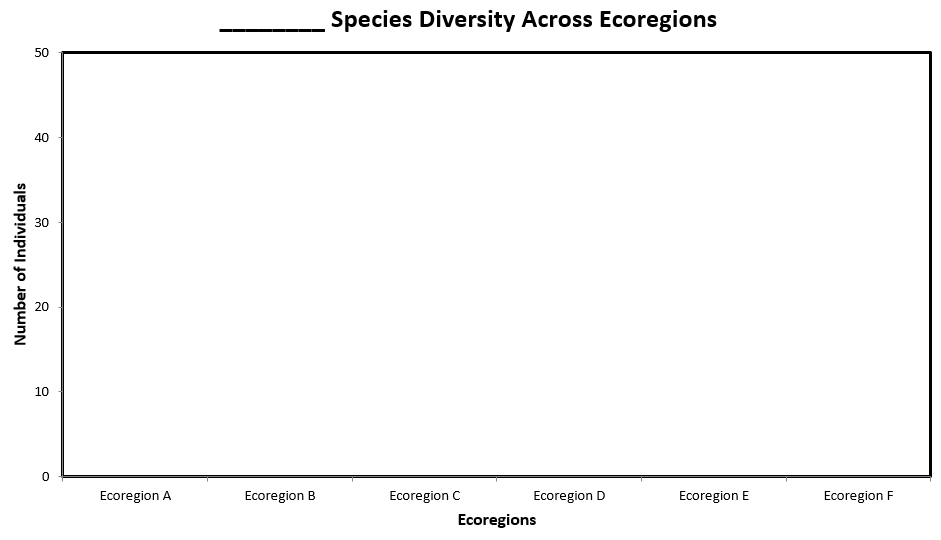 ________ Species Diversity Across Ecoregions
50
40
30
20
10
0
Number of Individuals
Ecoregion A Ecoregion B Ecoregion C Ecoregion D Ecoregion E Ecoregion F
Ecoregions